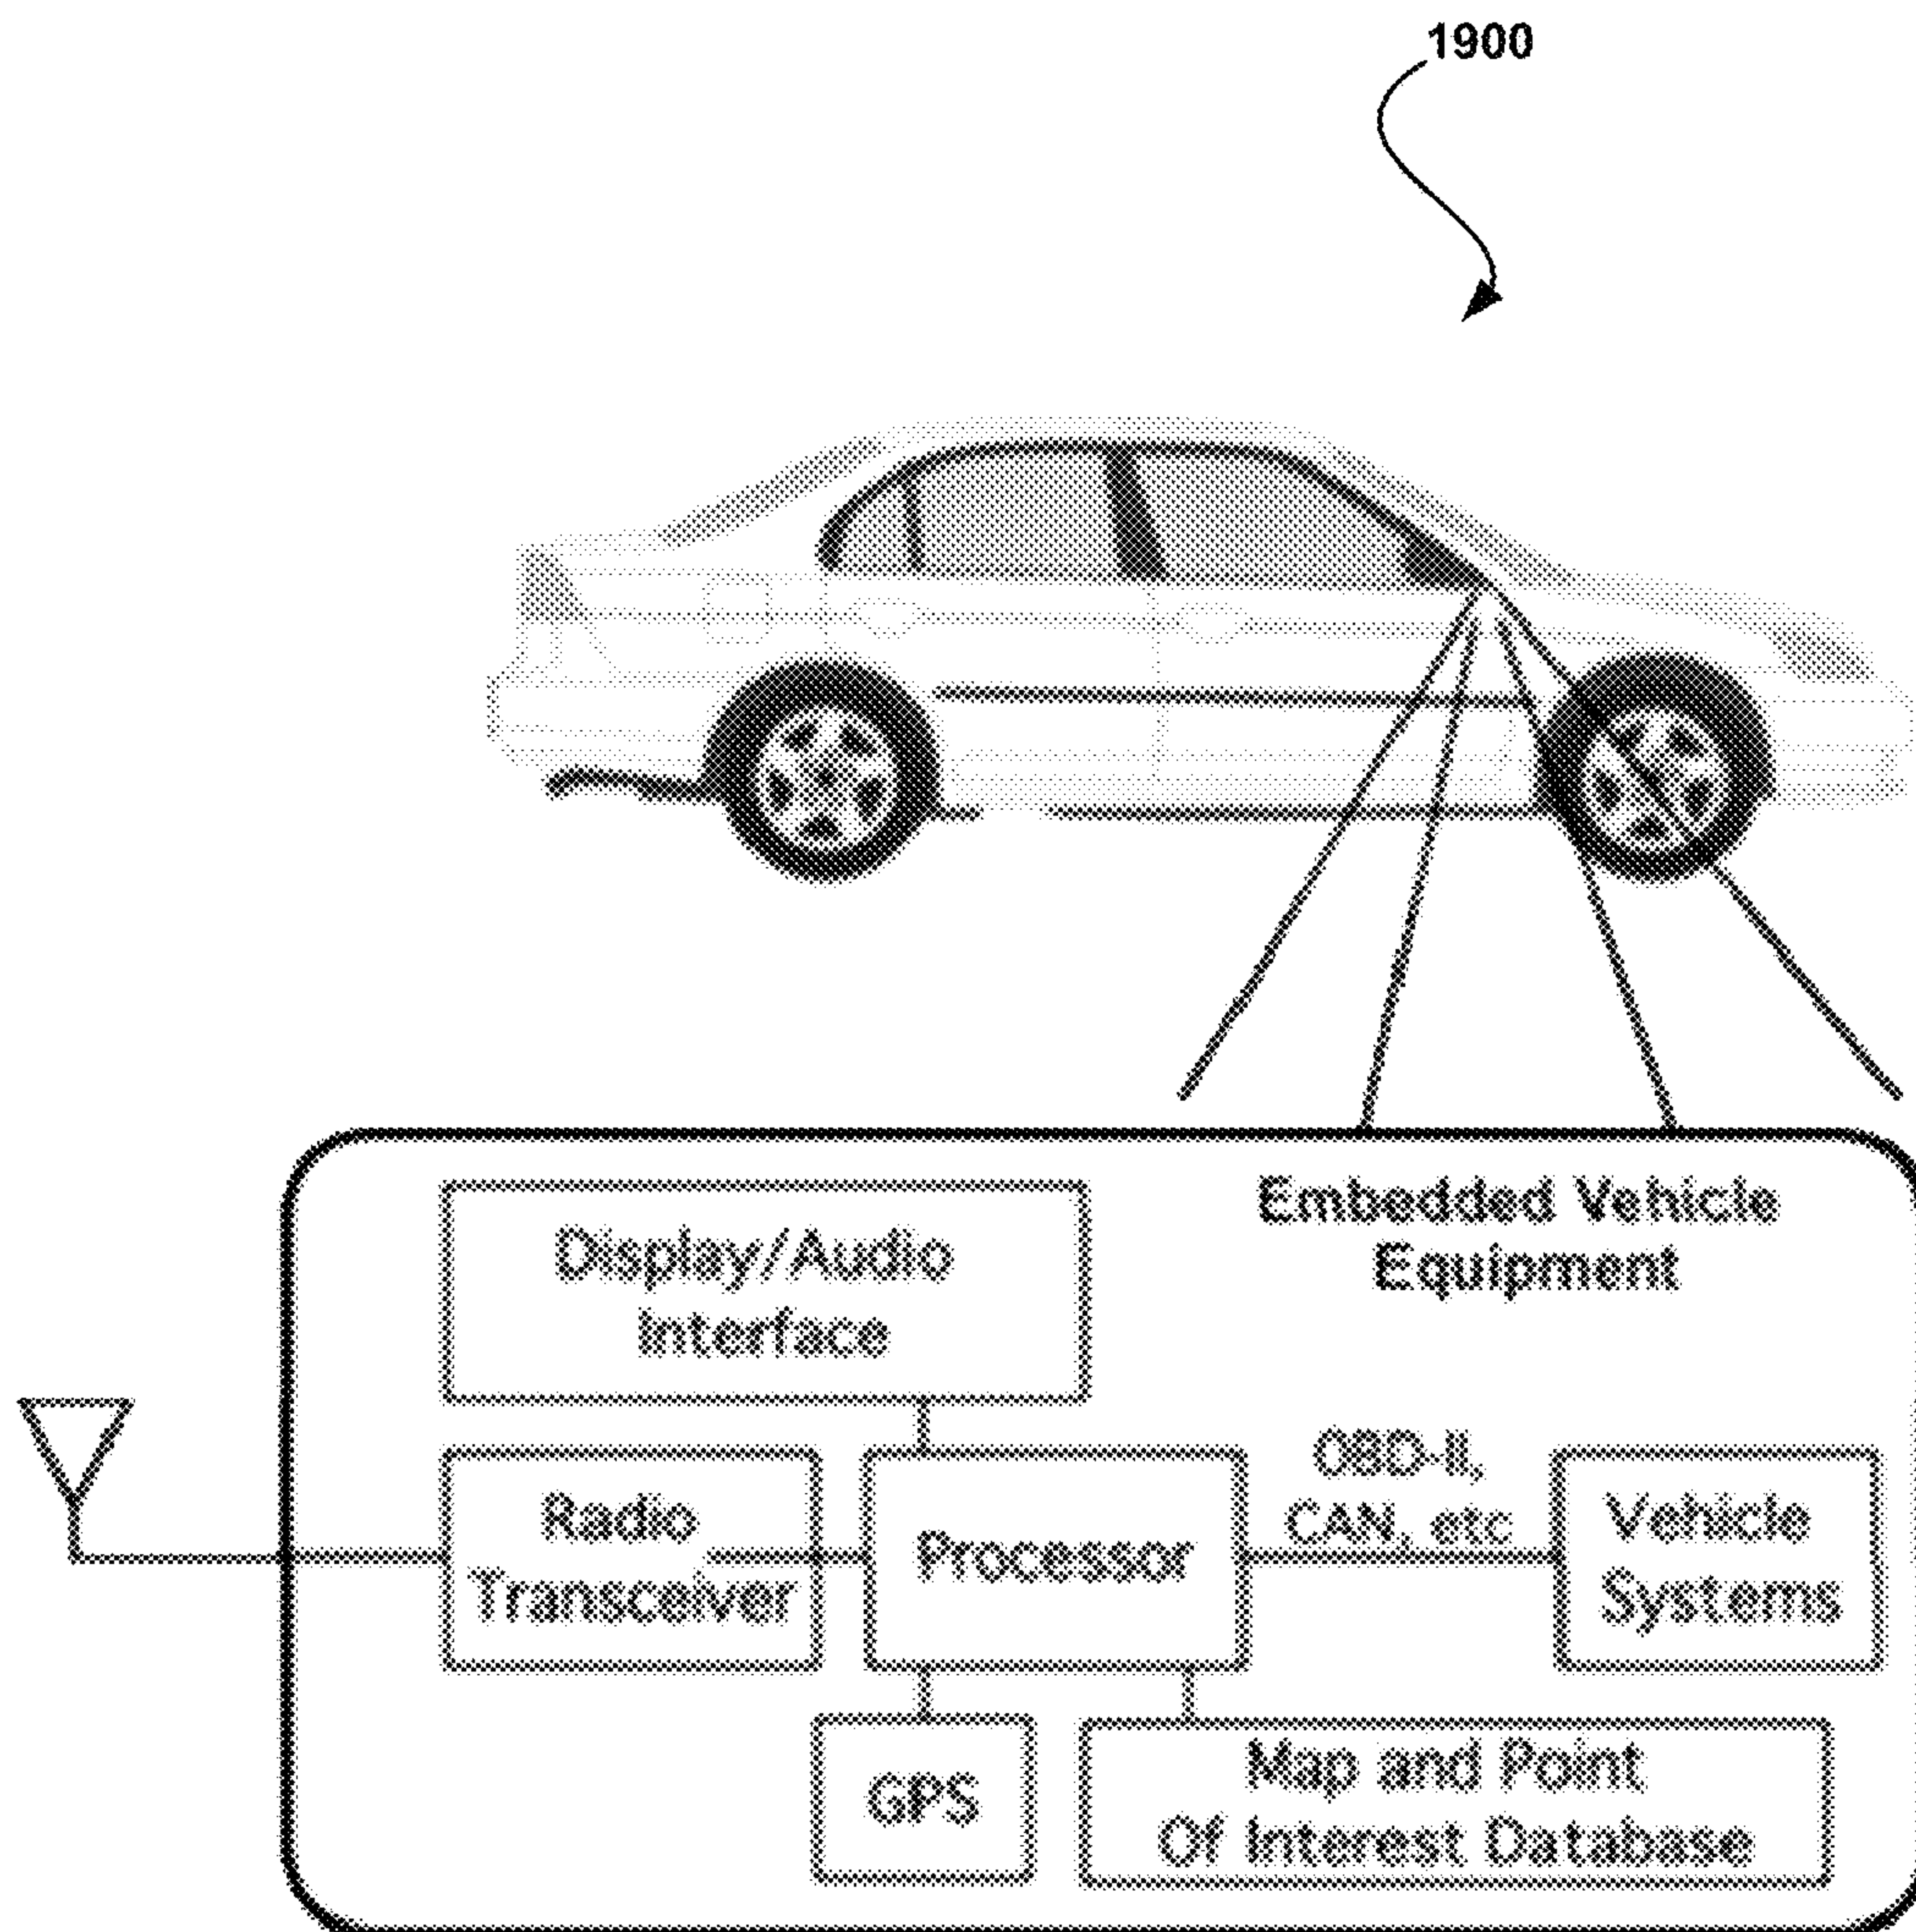 1900
Embedded Vehicle
Equipment
Display/Audio
Interface
Radio
Transceiver
Processor
OBD-II,
CAN, etc
Vehicle
Systems
GPS
Map and Point
Of Interest Database